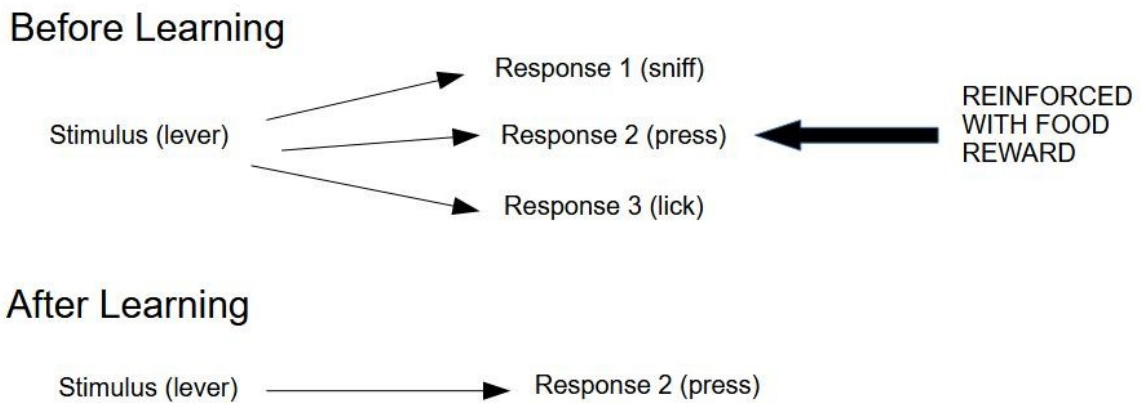 Before Learning
Response 1 (sniff)
Stimulus (lever)
Response 2 (press)
REINFORCED
WITH FOOD
REWARD
Response 3 (lick)
After Learning
Stimulus (lever)
Response 2 (press)